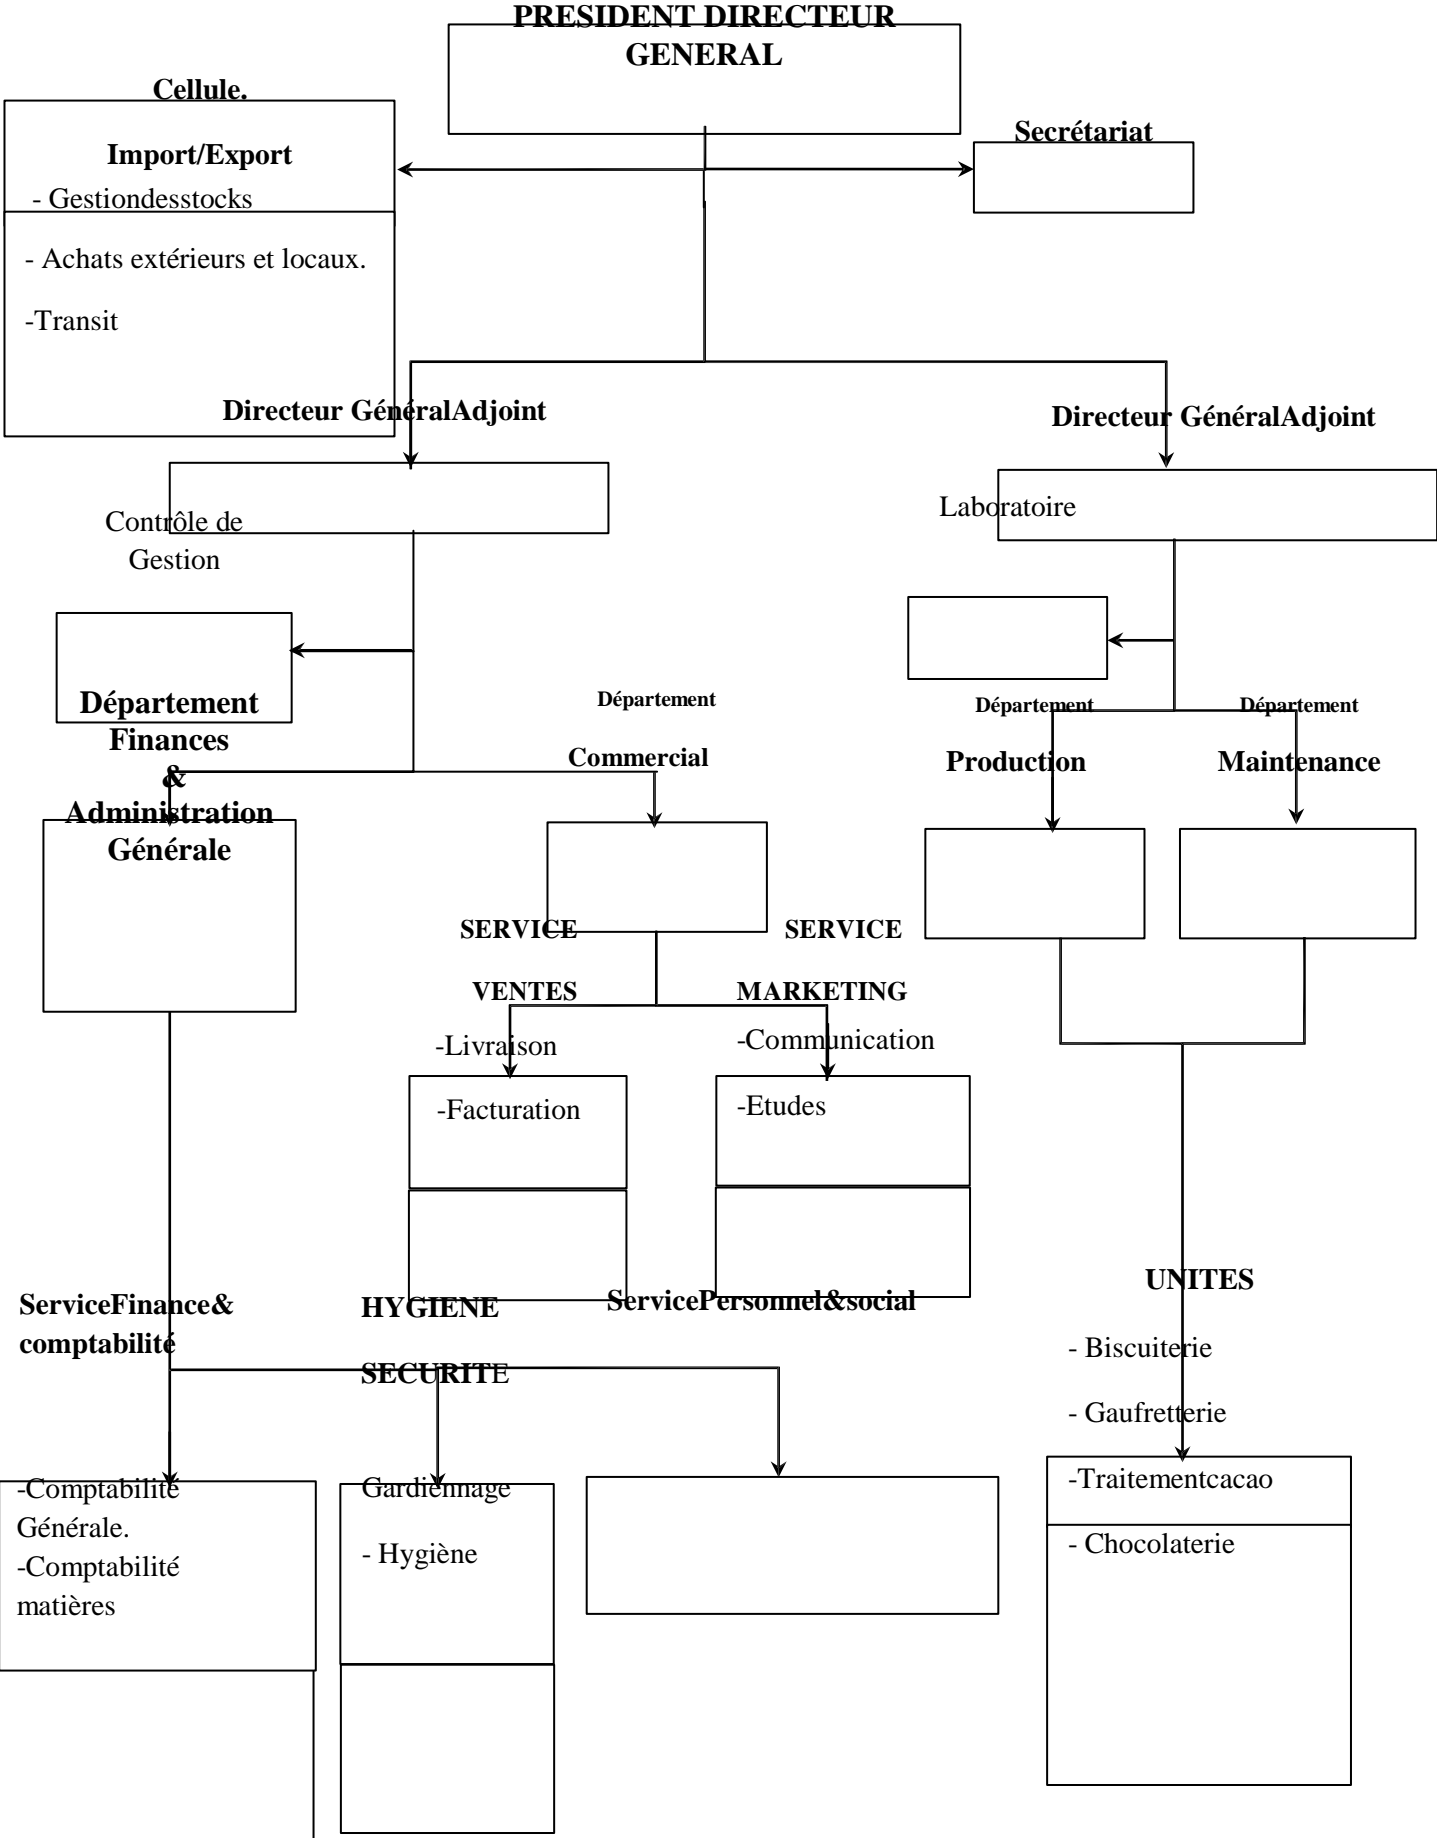 PRESIDENT DIRECTEUR
GENERAL
Cellule.
Import/Export
- Gestiondesstocks
- Achats extérieurs et locaux.
-Transit
Secrétariat
Directeur GénéralAdjoint
Directeur GénéralAdjoint
Contrôle de
Gestion
Laboratoire
Département
Finances
&
Administration
Générale
Département
Commercial
Département
Production
Département
Maintenance
SERVICE
VENTES
-Livraison
-Facturation
SERVICE
MARKETING
-Communication
-Etudes
ServiceFinance&
comptabilité
-Comptabilité
Générale.
-Comptabilité
matières
HYGIENE
SECURITE
Gardiennage
- Hygiène
ServicePersonnel&social
UNITES
- Biscuiterie
- Gaufretterie
-Traitementcacao
- Chocolaterie